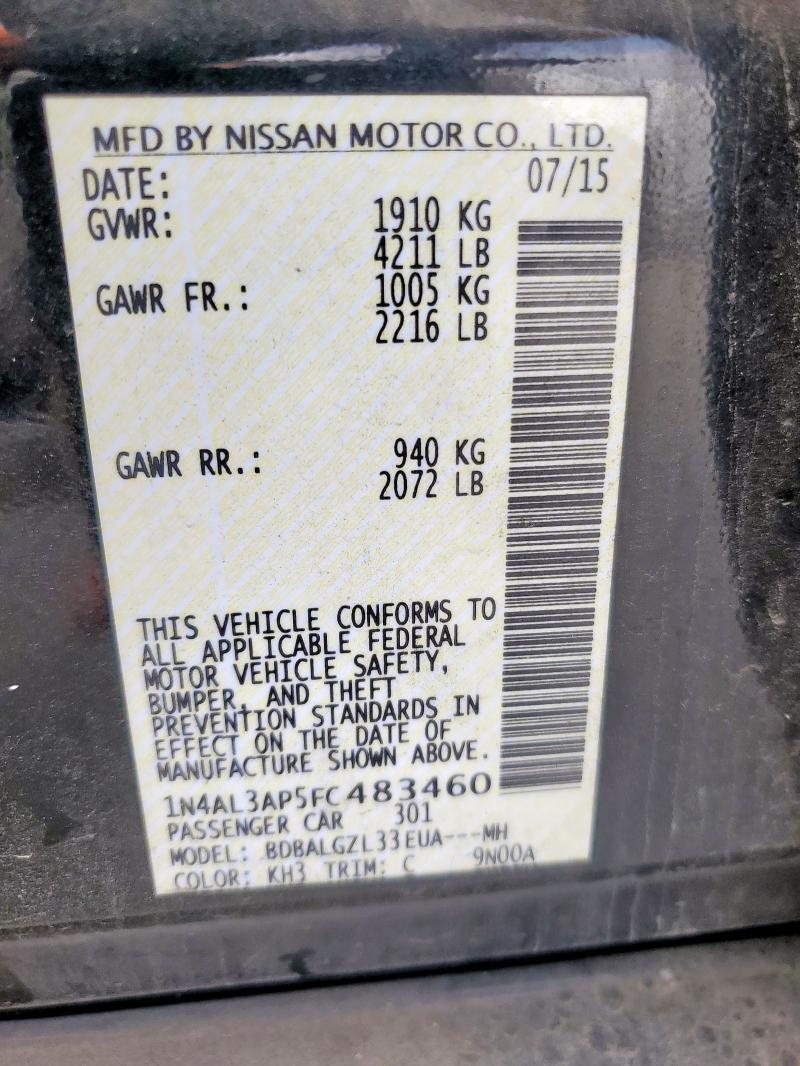 MFD BY NISSAN MOTOR CO., LTD.
DATE: 07/15
GVWR: 1910 KG
4211 LB
GAWR FR.: 1005 KG
2216 LB
GAWR RR.: 940 KG
2072 LB
THIS VEHICLE CONFORMS TO
ALL APPLICABLE FEDERAL
MOTOR VEHICLE SAFETY,
BUMPER, AND THEFT
PREVENTION STANDARDS IN
EFFECT ON THE DATE OF
MANUFACTURE SHOWN ABOVE.
1N4AL3AP5FC483460
PASSENGER CAR 301
MODEL: BDBALGZL33EUA---MH
COLOR: KH3 TRIM: C 9N00A